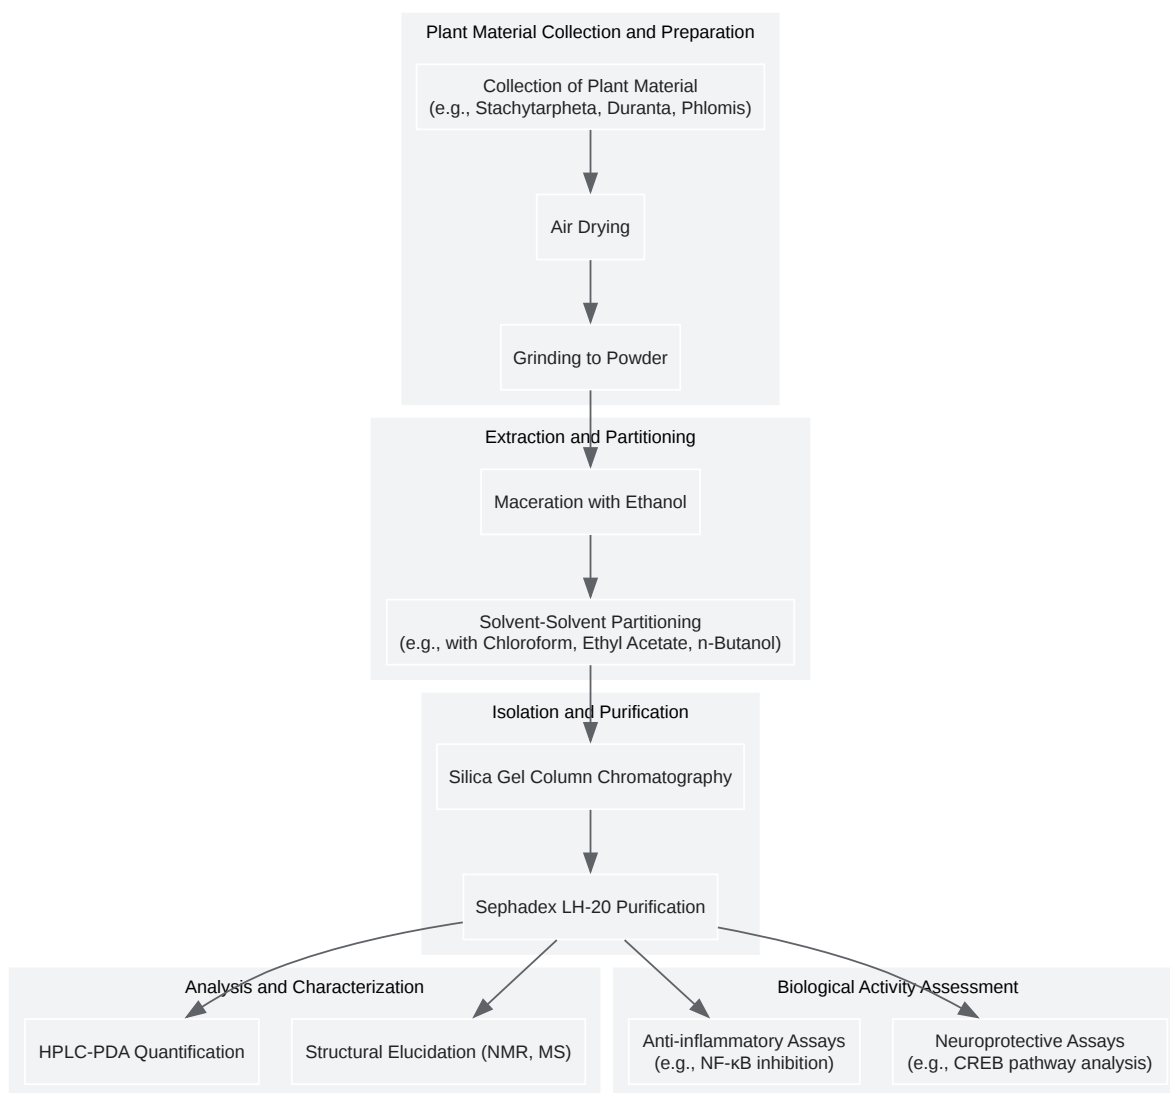 Plant Material Collection and Preparation
Collection of Plant Material
(e.g., Stachytarpheta, Duranta, Phlomis)
Air Drying
Grinding to Powder
Extraction and Partitioning
Maceration with Ethanol
Solvent-Solvent Partitioning
(e.g., with Chloroform, Ethyl Acetate, n-Butanol)
Isolation and Purification
Silica Gel Column Chromatography
Sephadex LH-20 Purification
Analysis and Characterization
HPLC-PDA Quantification
Structural Elucidation (NMR, MS)
Biological Activity Assessment
Anti-inflammatory Assays
(e.g., NF-κB inhibition)
Neuroprotective Assays
(e.g., CREB pathway analysis)